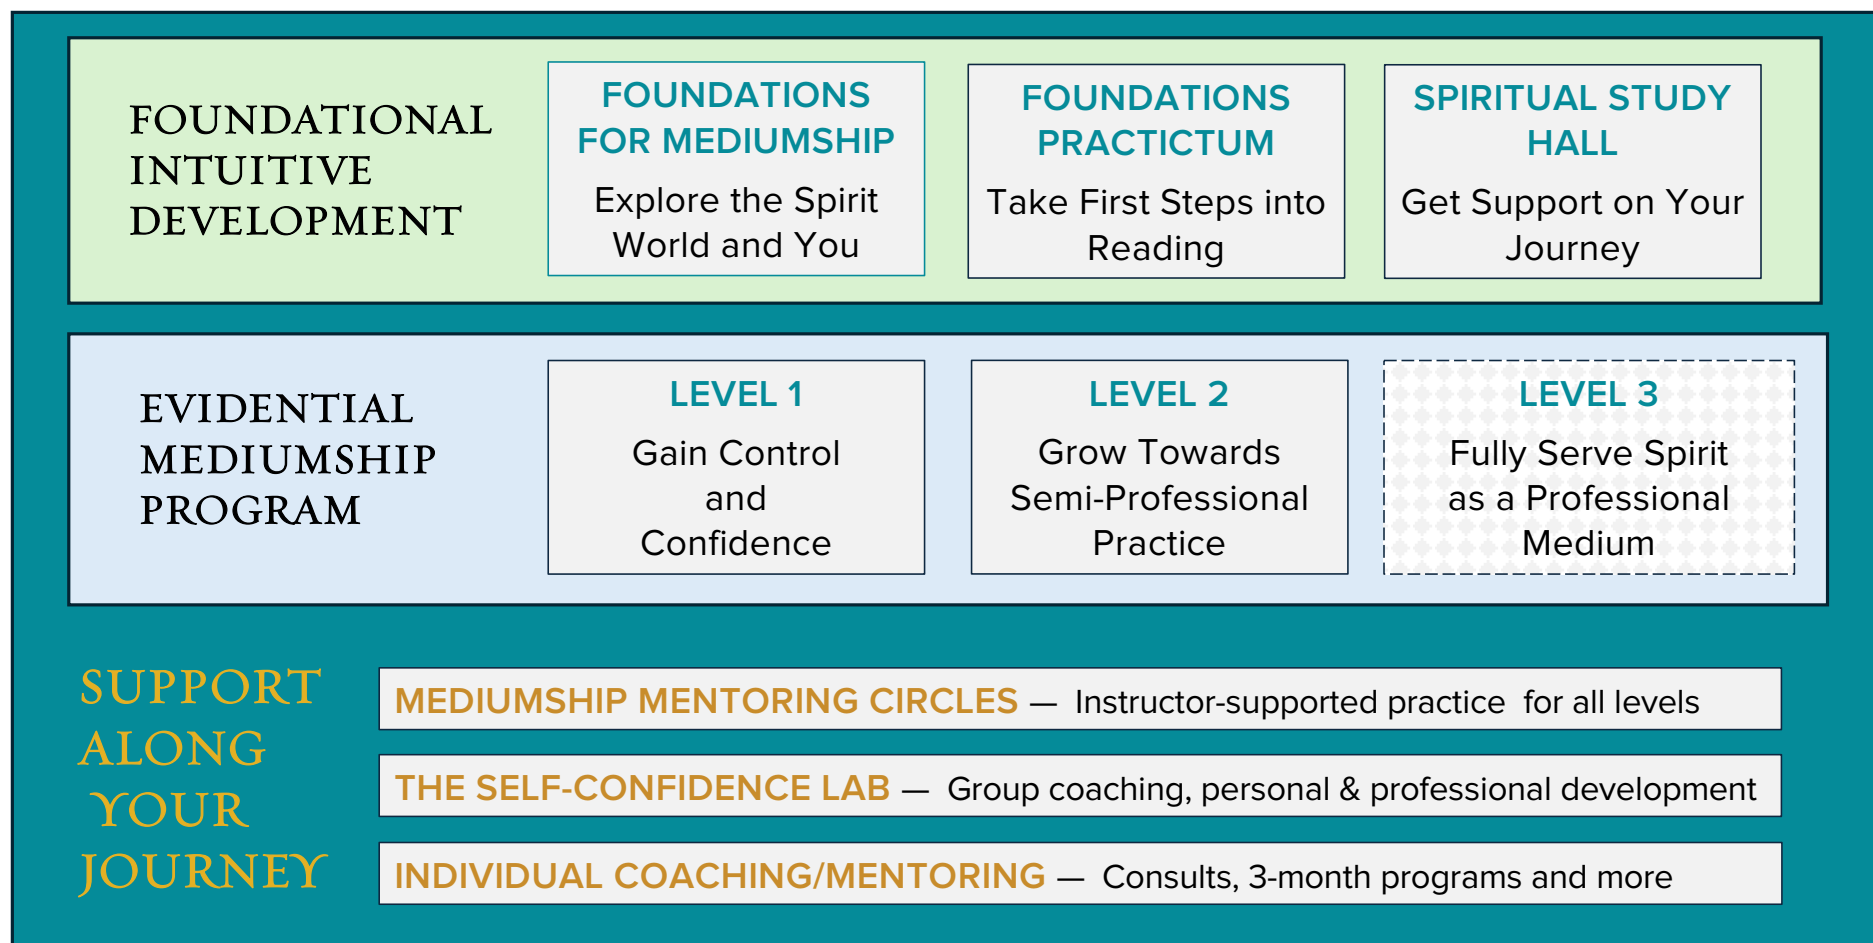 FOUNDATIONAL
INTUITIVE
DEVELOPMENT
FOUNDATIONS
FOR MEDIUMSHIP
Explore the Spirit
World and You
FOUNDATIONS
PRACTICTUM
Take First Steps into
Reading
SPIRITUAL STUDY
HALL
Get Support on Your
Journey
EVIDENTIAL
MEDIUMSHIP
PROGRAM
LEVEL 1
Gain Control
and
Confidence
LEVEL 2
Grow Towards
Semi-Professional
Practice
LEVEL 3
Fully Serve Spirit
as a Professional
Medium
SUPPORT
ALONG
YOUR
JOURNEY
MEDIUMSHIP MENTORING CIRCLES — Instructor-supported practice for all levels
THE SELF-CONFIDENCE LAB — Group coaching, personal & professional development
INDIVIDUAL COACHING/MENTORING — Consults, 3-month programs and more